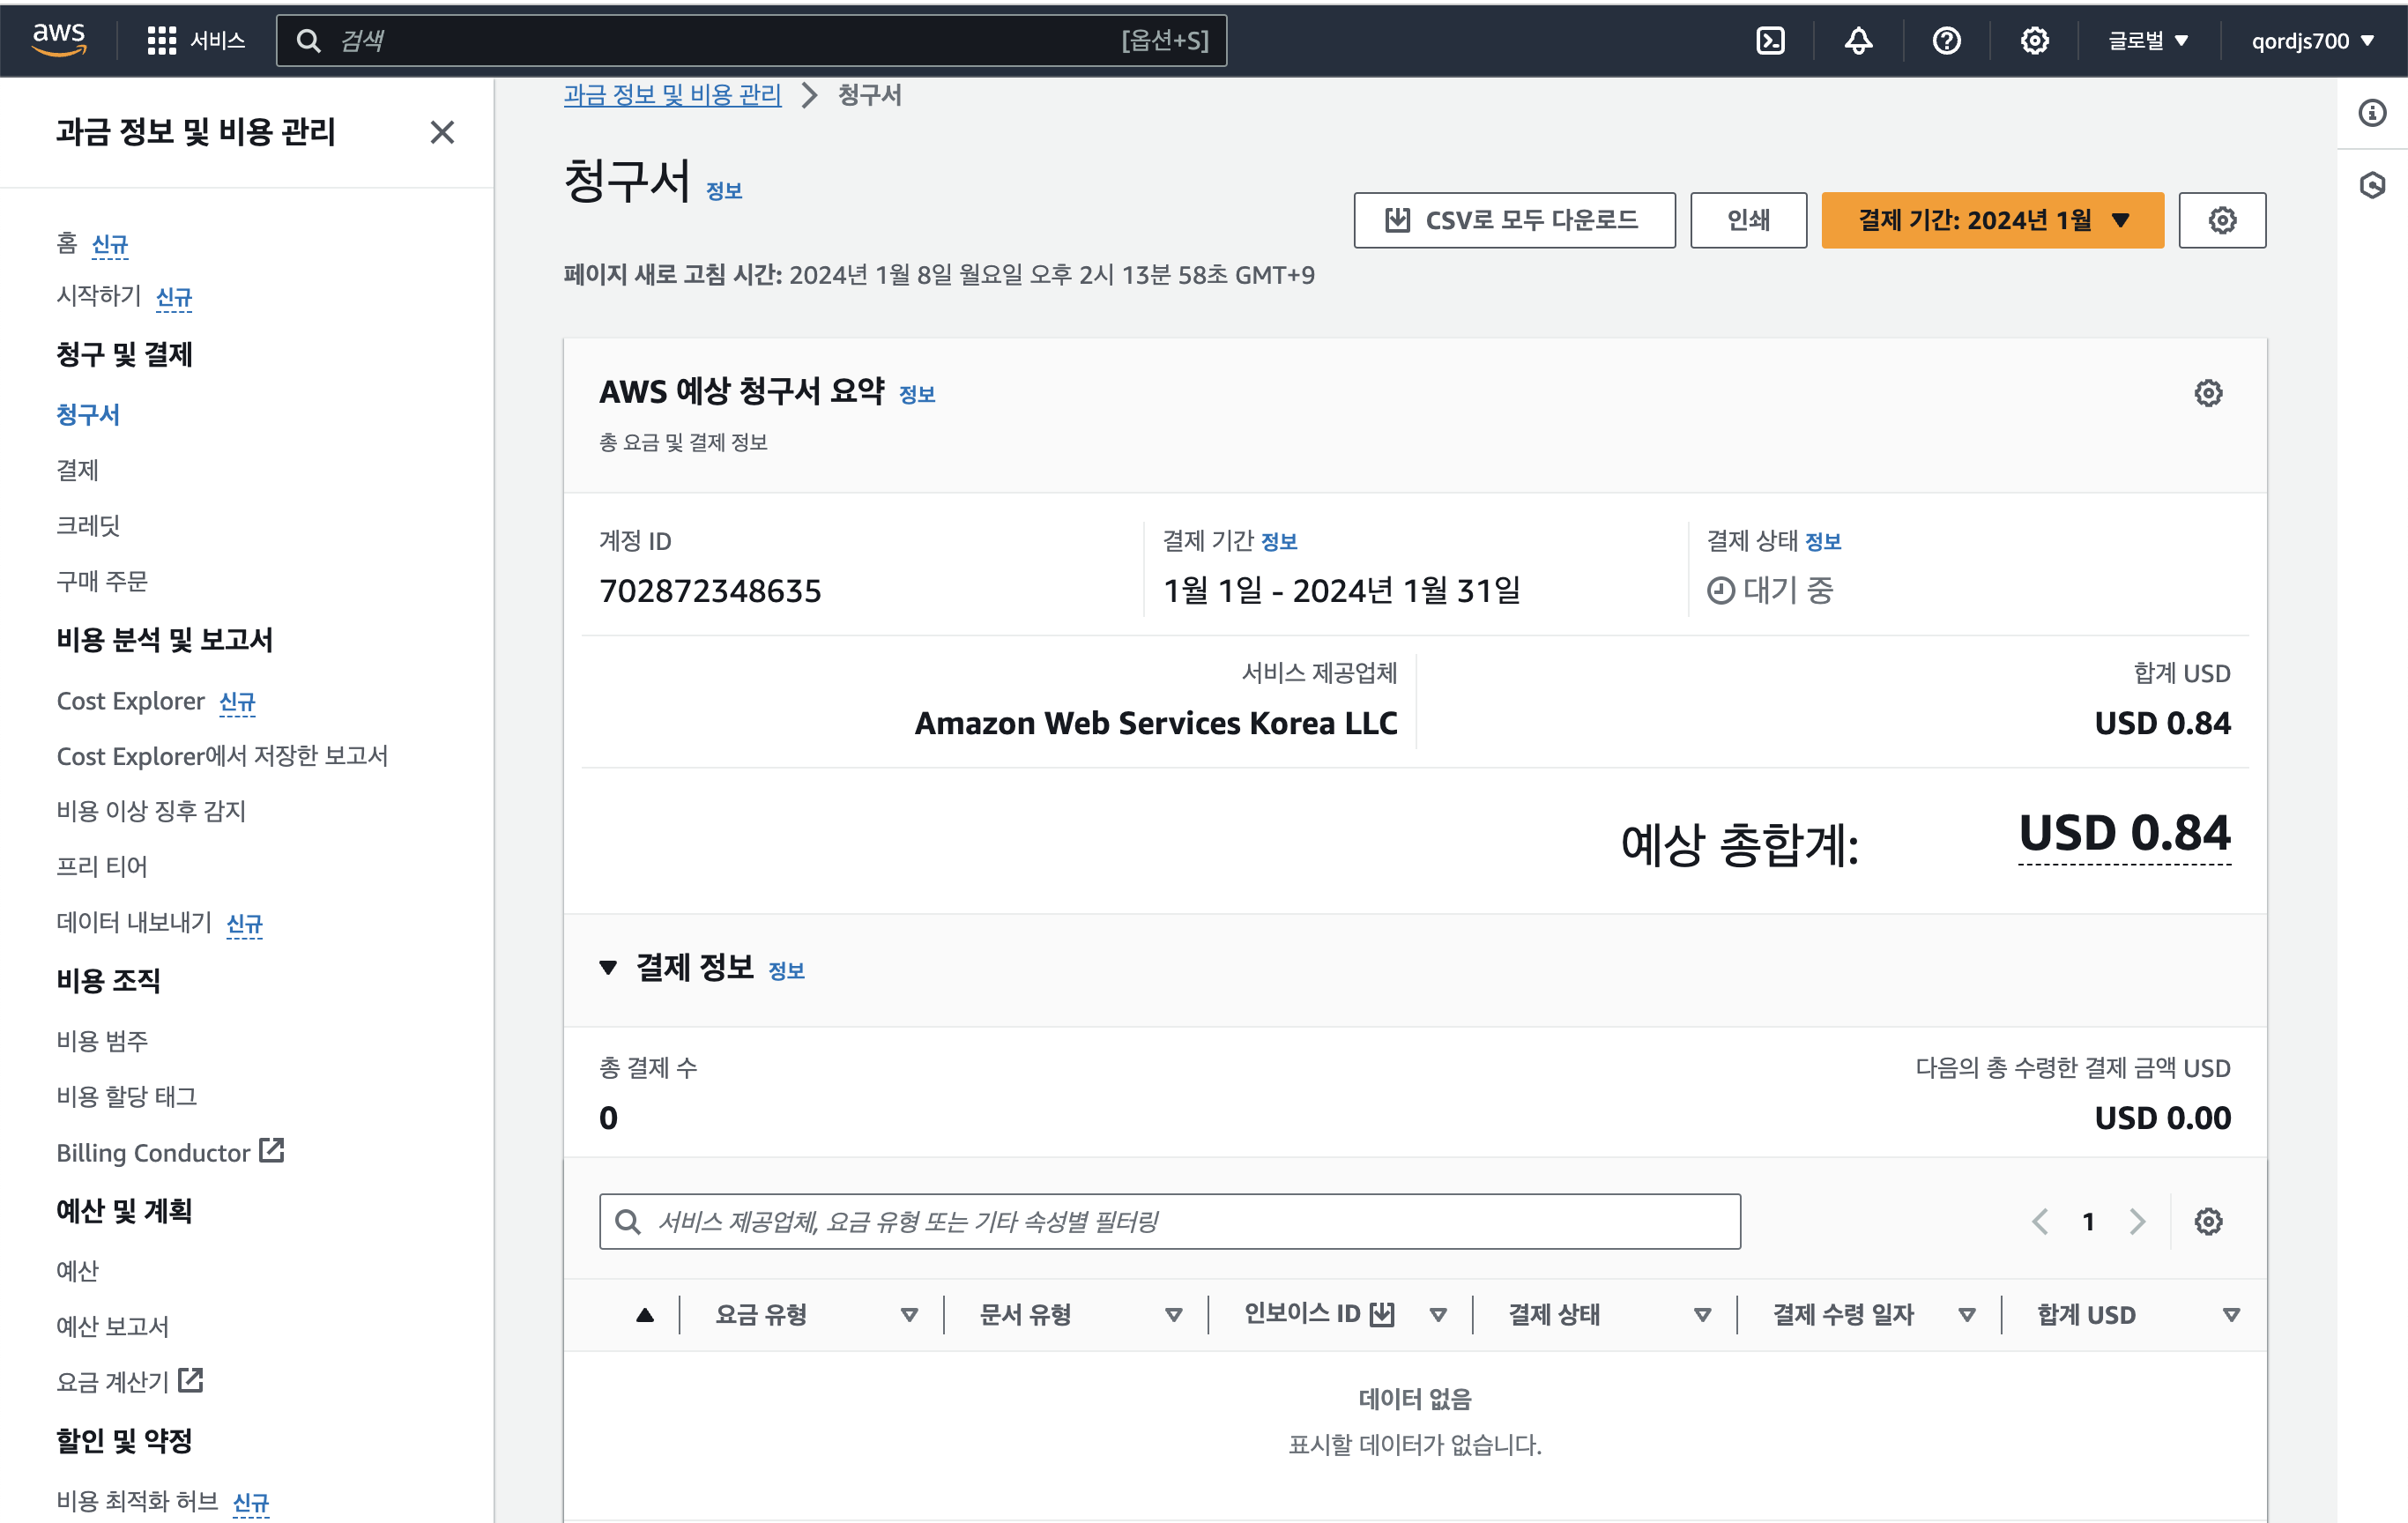 aws
서비스
검색
[옵션+S]
글로벌
qordjs700
과금 정보 및 비용 관리
홈 신규
시작하기 신규
청구 및 결제
청구서
결제
크레딧
구매 주문
비용 분석 및 보고서
Cost Explorer 신규
Cost Explorer에서 저장한 보고서
비용 이상 징후 감지
프리 티어
데이터 내보내기 신규
비용 조직
비용 범주
비용 할당 태그
Billing Conductor
예산 및 계획
예산
예산 보고서
요금 계산기
할인 및 약정
비용 최적화 허브 신규
과금 정보 및 비용 관리 > 청구서
청구서 정보
CSV로 모두 다운로드
인쇄
결제 기간: 2024년 1월
페이지 새로 고침 시간: 2024년 1월 8일 월요일 오후 2시 13분 58초 GMT+9
AWS 예상 청구서 요약 정보
총 요금 및 결제 정보
계정 ID
702872348635
결제 기간 정보
1월 1일 - 2024년 1월 31일
결제 상태 정보
대기 중
서비스 제공업체
Amazon Web Services Korea LLC
합계 USD
USD 0.84
예상 총합계:
USD 0.84
결제 정보 정보
총 결제 수
0
다음의 총 수령한 결제 금액 USD
USD 0.00
서비스 제공업체, 요금 유형 또는 기타 속성별 필터링
1
요금 유형
문서 유형
인보이스 ID
결제 상태
결제 수령 일자
합계 USD
데이터 없음
표시할 데이터가 없습니다.